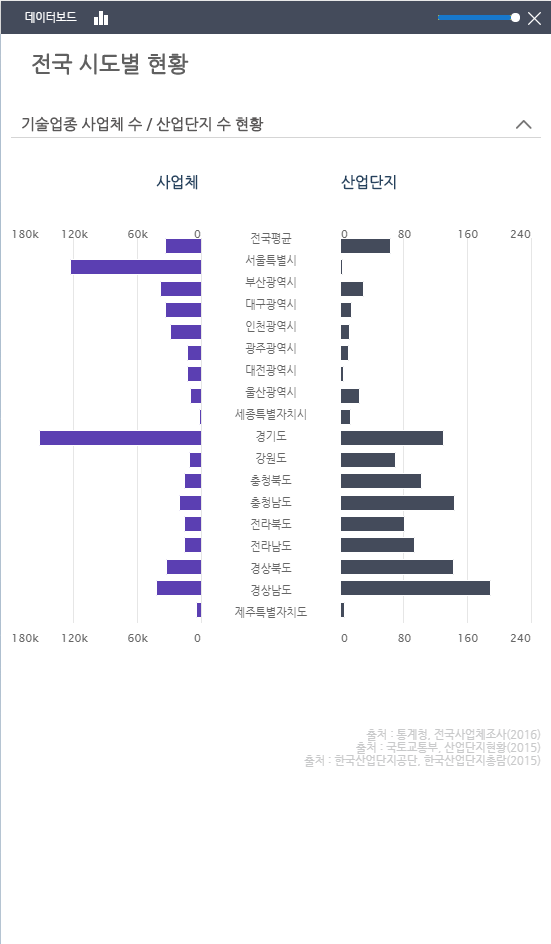 데이터보드
전국 시도별 현황
기술업종 사업체 수 / 산업단지 수 현황
사업체 산업단지
180k 120k 60k 0 0 80 160 240
전국평균
서울특별시
부산광역시
대구광역시
인천광역시
광주광역시
대전광역시
울산광역시
세종특별자치시
경기도
강원도
충청북도
충청남도
전라북도
전라남도
경상북도
경상남도
제주특별자치도
180k 120k 60k 0 0 80 160 240
출처 : 통계청, 전국사업체조사(2016)
출처 : 국토교통부, 산업단지현황(2015)
출처 : 한국산업단지공단, 한국산업단지총람(2015)